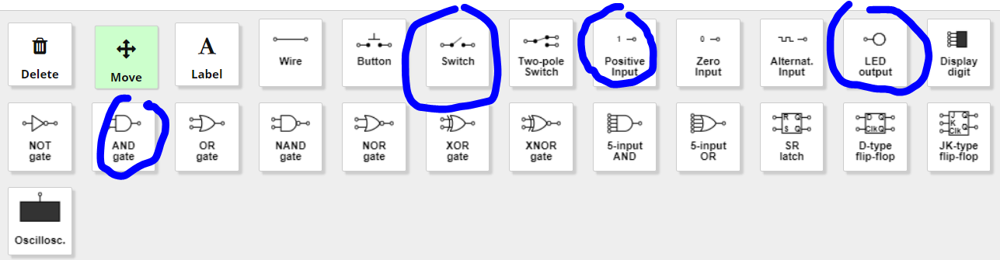 Delete
Move
A
Label
Wire
Button
Switch
Two-pole
Switch
1
Positive
Input
0
Zero
Input
Alternat.
Input
LED
output
Display
digit
NOT
gate
AND
gate
OR
gate
NAND
gate
NOR
gate
XOR
gate
XNOR
gate
5-input
AND
5-input
OR
R Q
S Q
SR
latch
D Q
Clk Q
D-type
flip-flop
J Q
K
Clk Q
JK-type
flip-flop
Oscillosc.